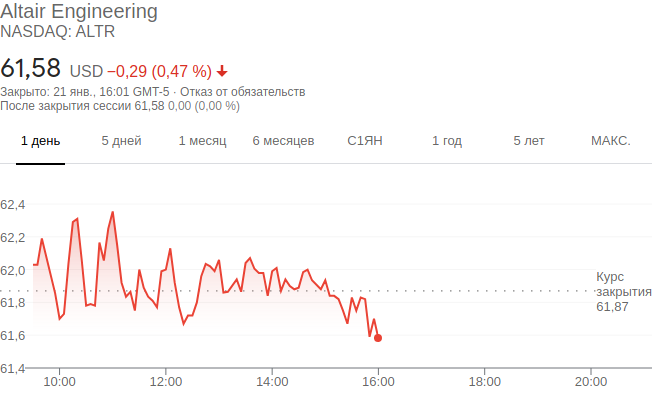 Altair Engineering
NASDAQ: ALTR
61,58 USD −0,29 (0,47 %)
Закрыто: 21 янв., 16:01 GMT-5 · Отказ от обязательств
После закрытия сессии 61,58 0,00 (0,00 %)
1 день 5 дней 1 месяц 6 месяцев С1ЯН 1 год 5 лет МАКС.
62,4
62,2
62,0
61,8
61,6
61,4
Курс
закрытия
61,87
10:00 12:00 14:00 16:00 18:00 20:00